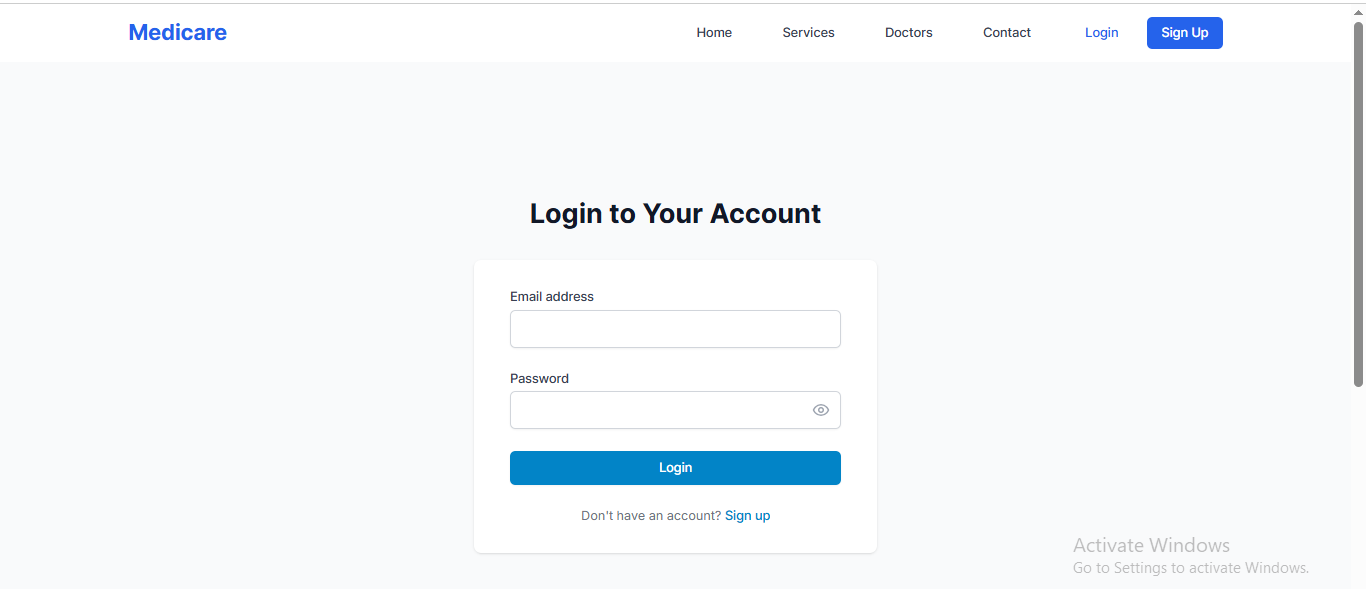 Medicare Home Services Doctors Contact Login Sign Up
Login to Your Account
Email address
Password
Login
Don't have an account? Sign up
Activate Windows
Go to Settings to activate Windows.